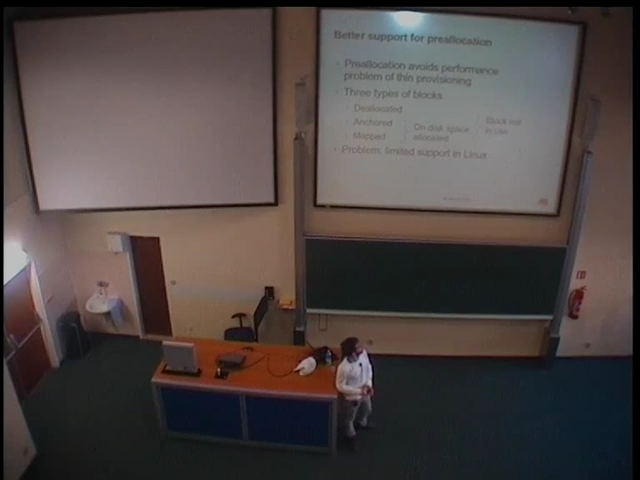 Better support for preallocation
Preallocation avoids performance
problem of thin provisioning
Three types of blocks
Deallocated
Anchored
Mapped
On disk space
allocated
Block not
in use
Problem: limited support in Linux